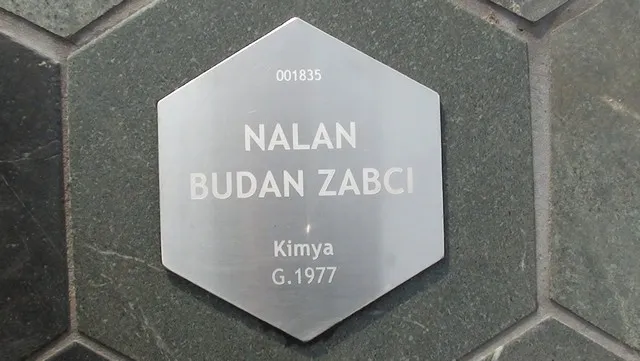 001835
NALAN
BUDAN ZABCI
Kimya
G.1977